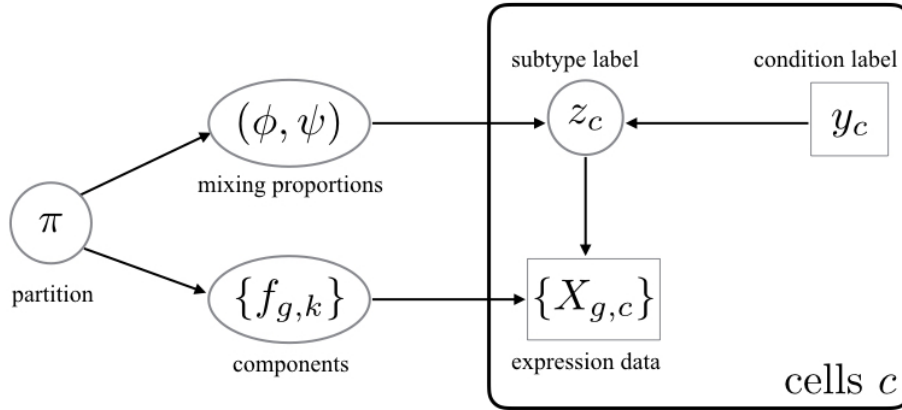 subtype label
condition label
(ϕ, ψ)
z_c
y_c
mixing proportions
π
partition
{f_{g,k}}
{X_{g,c}}
components
expression data
cells c